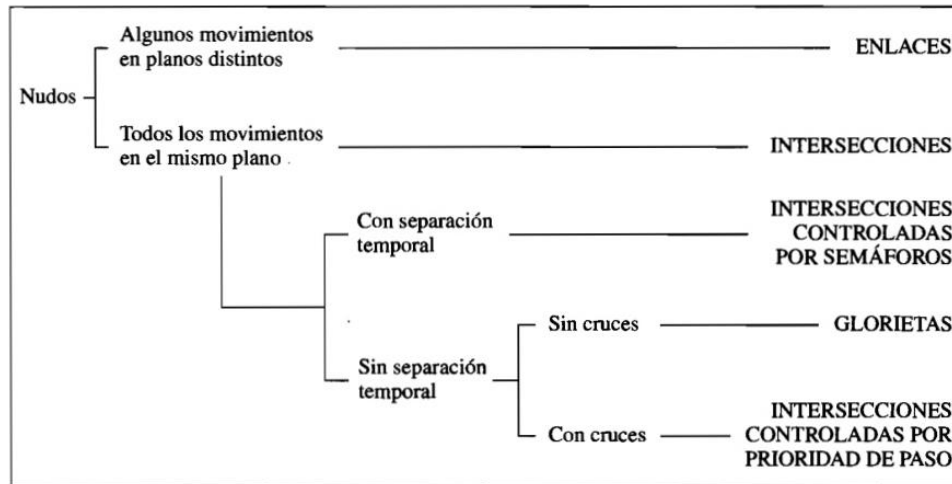 Algunos movimientos
en planos distintos
ENLACES
Nudos
Todos los movimientos
en el mismo plano
INTERSECCIONES
Con separación
temporal
INTERSECCIONES
CONTROLADAS
POR SEMÁFOROS
Sin cruces
GLORIETAS
Sin separación
temporal
Con cruces
INTERSECCIONES
CONTROLADAS POR
PRIORIDAD DE PASO